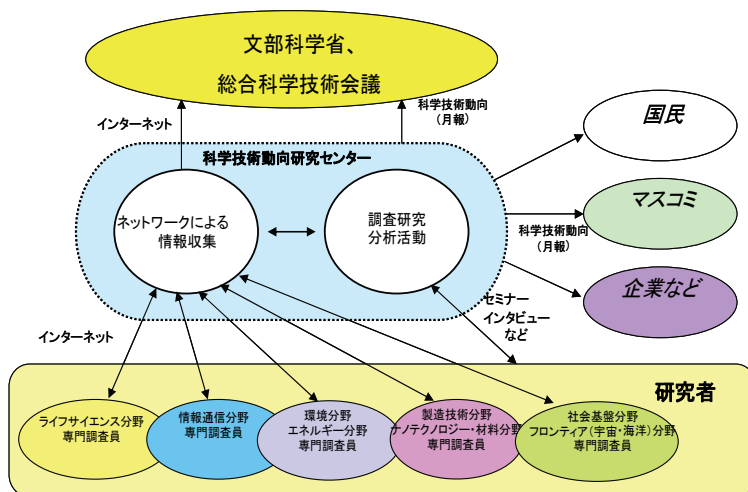 文部科学省、
総合科学技術会議
インターネット
科学技術動向
(月報)
国民
科学技術動向研究センター
マスコミ
ネットワークによる
情報収集
調査研究
分析活動
科学技術動向
(月報)
企業など
セミナー
インタビュー
など
インターネット
研究者
ライフサイエンス分野
専門調査員
情報通信分野
専門調査員
環境分野
エネルギー分野
専門調査員
製造技術分野
ナノテクノロジー・材料分野
専門調査員
社会基盤分野
フロンティア(宇宙・海洋)分野
専門調査員